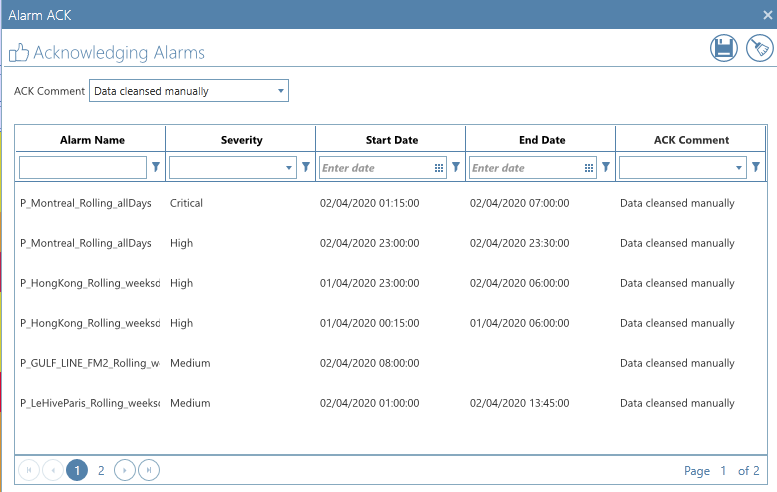 Alarm ACK
Acknowledging Alarms
ACK Comment Data cleansed manually
Alarm Name Severity Start Date End Date ACK Comment
Enter date Enter date
P_Montreal_Rolling_allDays Critical 02/04/2020 01:15:00 02/04/2020 07:00:00 Data cleansed manually
P_Montreal_Rolling_allDays High 02/04/2020 23:00:00 02/04/2020 23:30:00 Data cleansed manually
P_HongKong_Rolling_weeksd High 01/04/2020 23:00:00 02/04/2020 06:00:00 Data cleansed manually
P_HongKong_Rolling_weeksd High 01/04/2020 00:15:00 01/04/2020 06:00:00 Data cleansed manually
P_GULF_LINE_FM2_Rolling_w Medium 02/04/2020 08:00:00 Data cleansed manually
P_LeHiveParis_Rolling_weeksd Medium 02/04/2020 01:00:00 02/04/2020 13:45:00 Data cleansed manually
1 2 Page 1 of 2